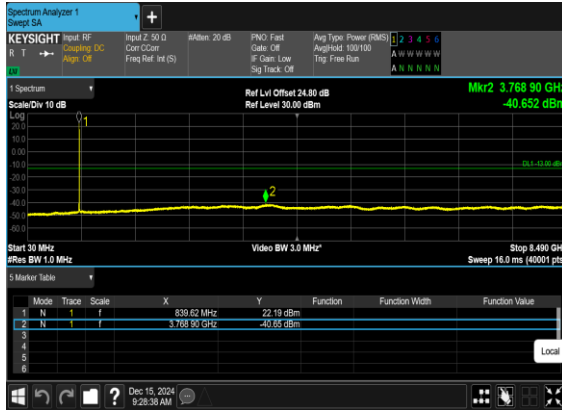 Spectrum Analyzer 1
Swept SA
+
KEYSIGHT Input: RF Input Z: 50 Ω #Atten: 20 dB PNO: Fast Avg Type: Power (RMS) 1 2 3 4 5 6
R T Coupling: DC Corr CCorr Gate: Off Avg|Hold: 100/100 A W W W W W
Align: Off Freq Ref: Int (S) IF Gain: Low Trig: Free Run
LU Sig Track: Off A N N N N N
1 Spectrum Ref Lvl Offset 24.80 dB Mkr2 3.768 90 GHz
Scale/Div 10 dB Ref Level 30.00 dBm -40.652 dBm
Log
20.0
10.0
0.00
-10.0
-20.0
-30.0
-40.0
-50.0
-60.0
1
DL1 -13.00 dBm
2
Start 30 MHz Video BW 3.0 MHz* Stop 8.490 GHz
#Res BW 1.0 MHz Sweep 16.0 ms (40001 pts)
5 Marker Table
Mode Trace Scale X Y Function Function Width Function Value
1 N 1 f 839.62 MHz 22.19 dBm
2 N 1 f 3.768 90 GHz -40.65 dBm
3
4
5
6
Local
? Dec 15, 2024
9:28:38 AM